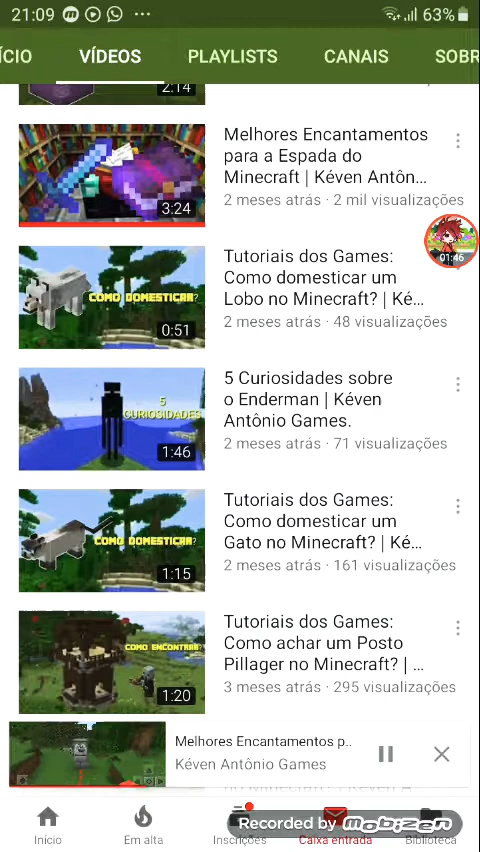 21:09 63%
ÍCIO VÍDEOS PLAYLISTS CANAIS SOBR
2:14
Melhores Encantamentos
para a Espada do
Minecraft | Kéven Antôn...
2 meses atrás · 2 mil visualizações
3:24
01:46
Tutoriais dos Games:
Como domesticar um
Lobo no Minecraft? | Ké...
2 meses atrás · 48 visualizações
COMO DOMESTICAR?
0:51
5 Curiosidades sobre
o Enderman | Kéven
Antônio Games.
2 meses atrás · 71 visualizações
5
CURIOSIDADES
1:46
Tutoriais dos Games:
Como domesticar um
Gato no Minecraft? | Ké...
2 meses atrás · 161 visualizações
COMO DOMESTICAR?
1:15
Tutoriais dos Games:
Como achar um Posto
Pillager no Minecraft? | ...
3 meses atrás · 295 visualizações
COMO ENCONTRAR?
1:20
Melhores Encantamentos p..
Kéven Antônio Games
no Minecraft? | Kéven A
Início Em alta Inscrições Caixa entrada Biblioteca
Recorded by Mobizen